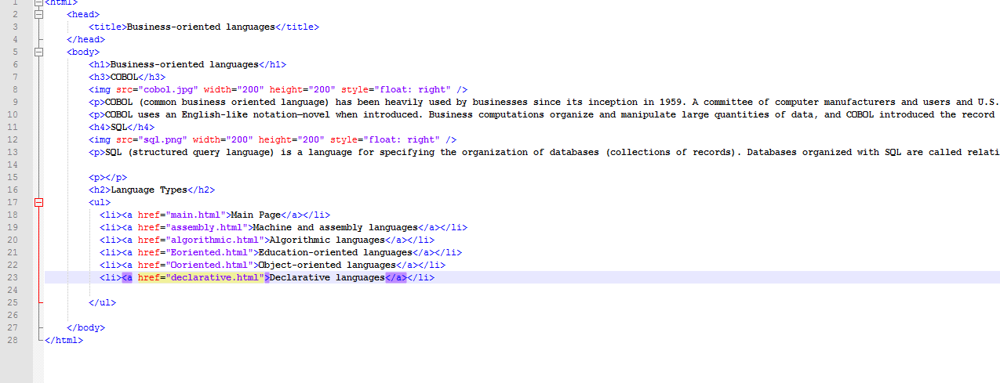 1 <html>
2 <head>
3 <title>Business-oriented languages</title>
4 </head>
5 <body>
6 <h1>Business-oriented languages</h1>
7 <h3>COBOL</h3>
8 <img src="cobol.jpg" width="200" height="200" style="float: right" />
9 <p>COBOL (common business oriented language) has been heavily used by businesses since its inception in 1959. A committee of computer manufacturers and users and U.S.
10 <p>COBOL uses an English-like notation—novel when introduced. Business computations organize and manipulate large quantities of data, and COBOL introduced the record
11 <h4>SQL</h4>
12 <img src="sql.png" width="200" height="200" style="float: right" />
13 <p>SQL (structured query language) is a language for specifying the organization of databases (collections of records). Databases organized with SQL are called relati
14
15 <p></p>
16 <h2>Language Types</h2>
17 <ul>
18 <li><a href="main.html">Main Page</a></li>
19 <li><a href="assembly.html">Machine and assembly languages</a></li>
20 <li><a href="algorithmic.html">Algorithmic languages</a></li>
21 <li><a href="Eoriented.html">Education-oriented languages</a></li>
22 <li><a href="Ooriented.html">Object-oriented languages</a></li>
23 <li><a href="declarative.html">Declarative languages</a></li>
24
25 </ul>
26
27 </body>
28 </html>